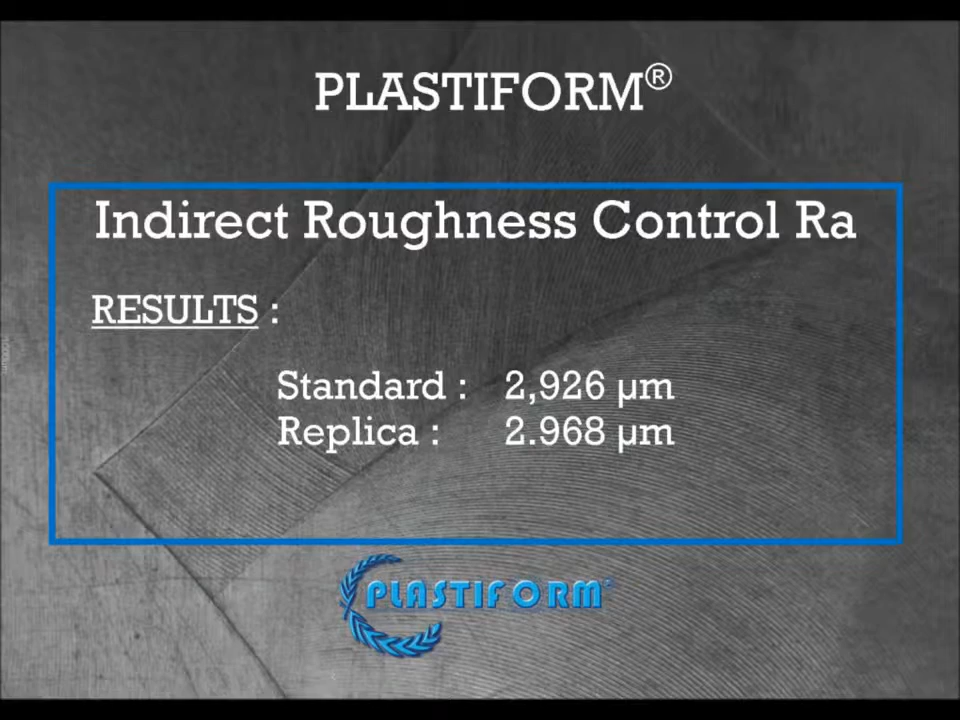 PLASTIFORM®
Indirect Roughness Control Ra
RESULTS :
Standard : 2,926 µm
Replica : 2.968 µm
PLASTIFORM®